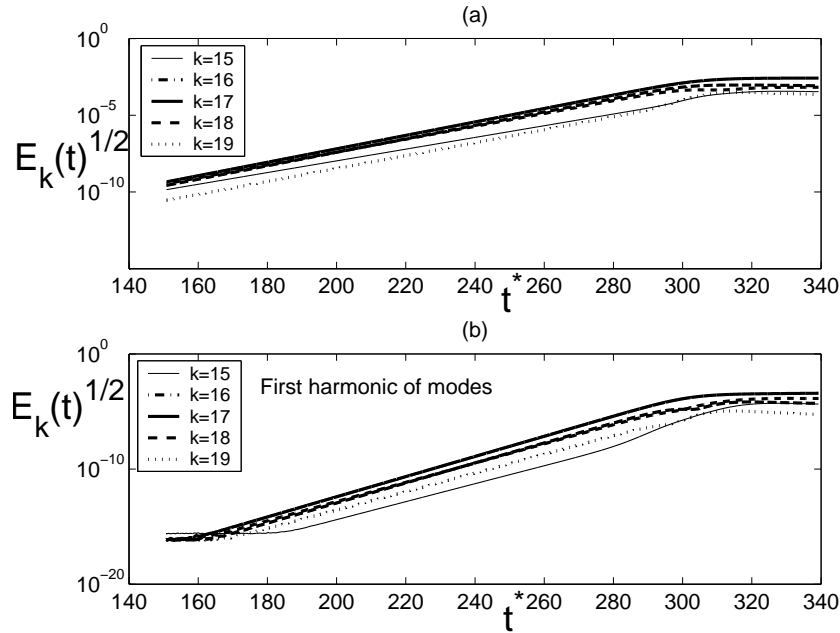 (a)
10^0
10^-5
10^-10
E_k(t)^1/2
k=15
k=16
k=17
k=18
k=19
140 160 180 200 220 240 260 280 300 320 340
t^*
(b)
10^0
10^-10
10^-20
E_k(t)^1/2
k=15
k=16
k=17
k=18
k=19
First harmonic of modes
140 160 180 200 220 240 260 280 300 320 340
t^*